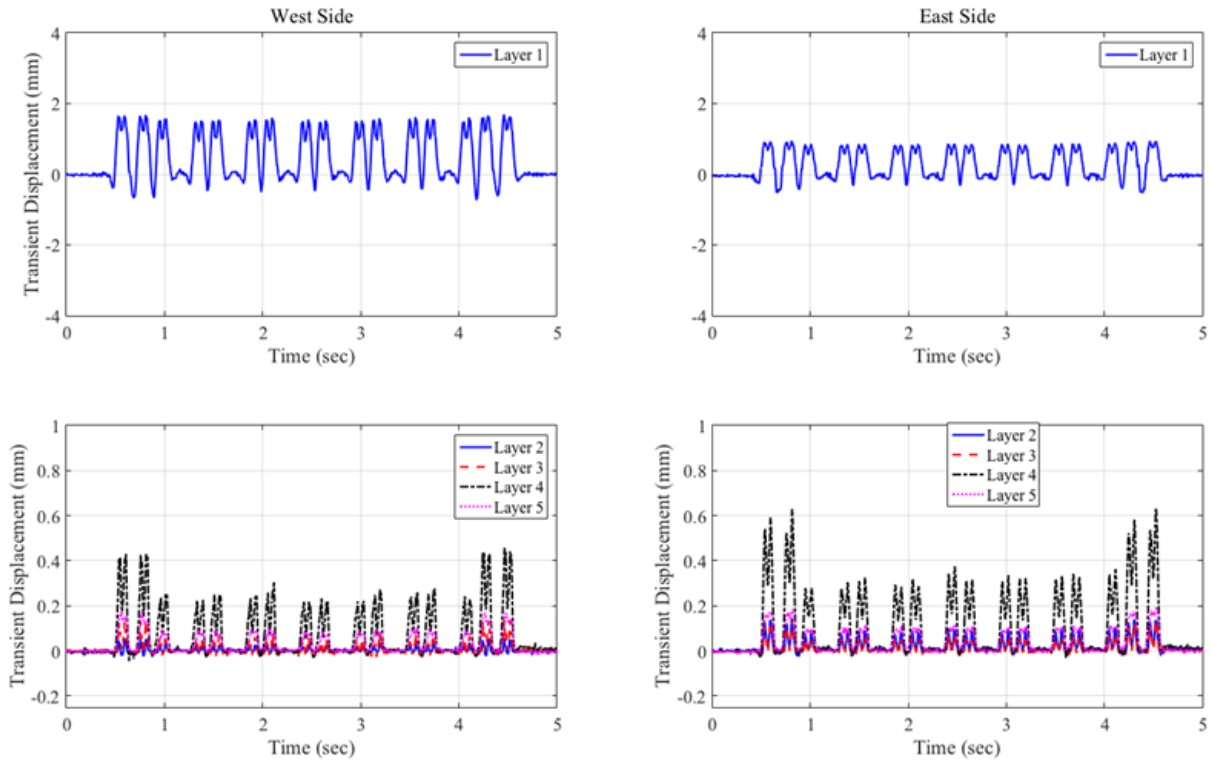 West Side
4
2
0
-2
-4
Transient Displacement (mm)
Layer 1
0 1 2 3 4 5
Time (sec)
East Side
4
2
0
-2
-4
Layer 1
0 1 2 3 4 5
Time (sec)
1
0.8
0.6
0.4
0.2
0
-0.2
Transient Displacement (mm)
Layer 2
Layer 3
Layer 4
Layer 5
0 1 2 3 4 5
Time (sec)
1
0.8
0.6
0.4
0.2
0
-0.2
Transient Displacement (mm)
Layer 2
Layer 3
Layer 4
Layer 5
0 1 2 3 4 5
Time (sec)